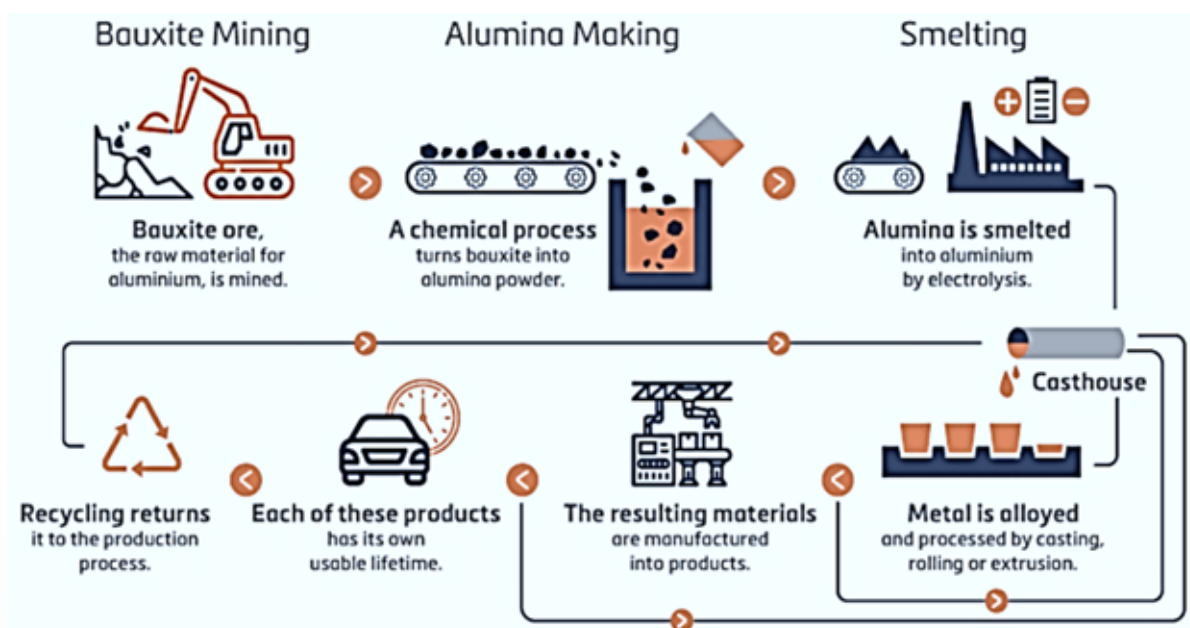 Bauxite Mining
Alumina Making
Smelting
Bauxite ore,
the raw material for
aluminium, is mined.
A chemical process
turns bauxite into
alumina powder.
Alumina is smelted
into aluminium
by electrolysis.
Casthouse
Recycling returns
it to the production
process.
Each of these products
has its own
usable lifetime.
The resulting materials
are manufactured
into products.
Metal is alloyed
and processed by casting,
rolling or extrusion.